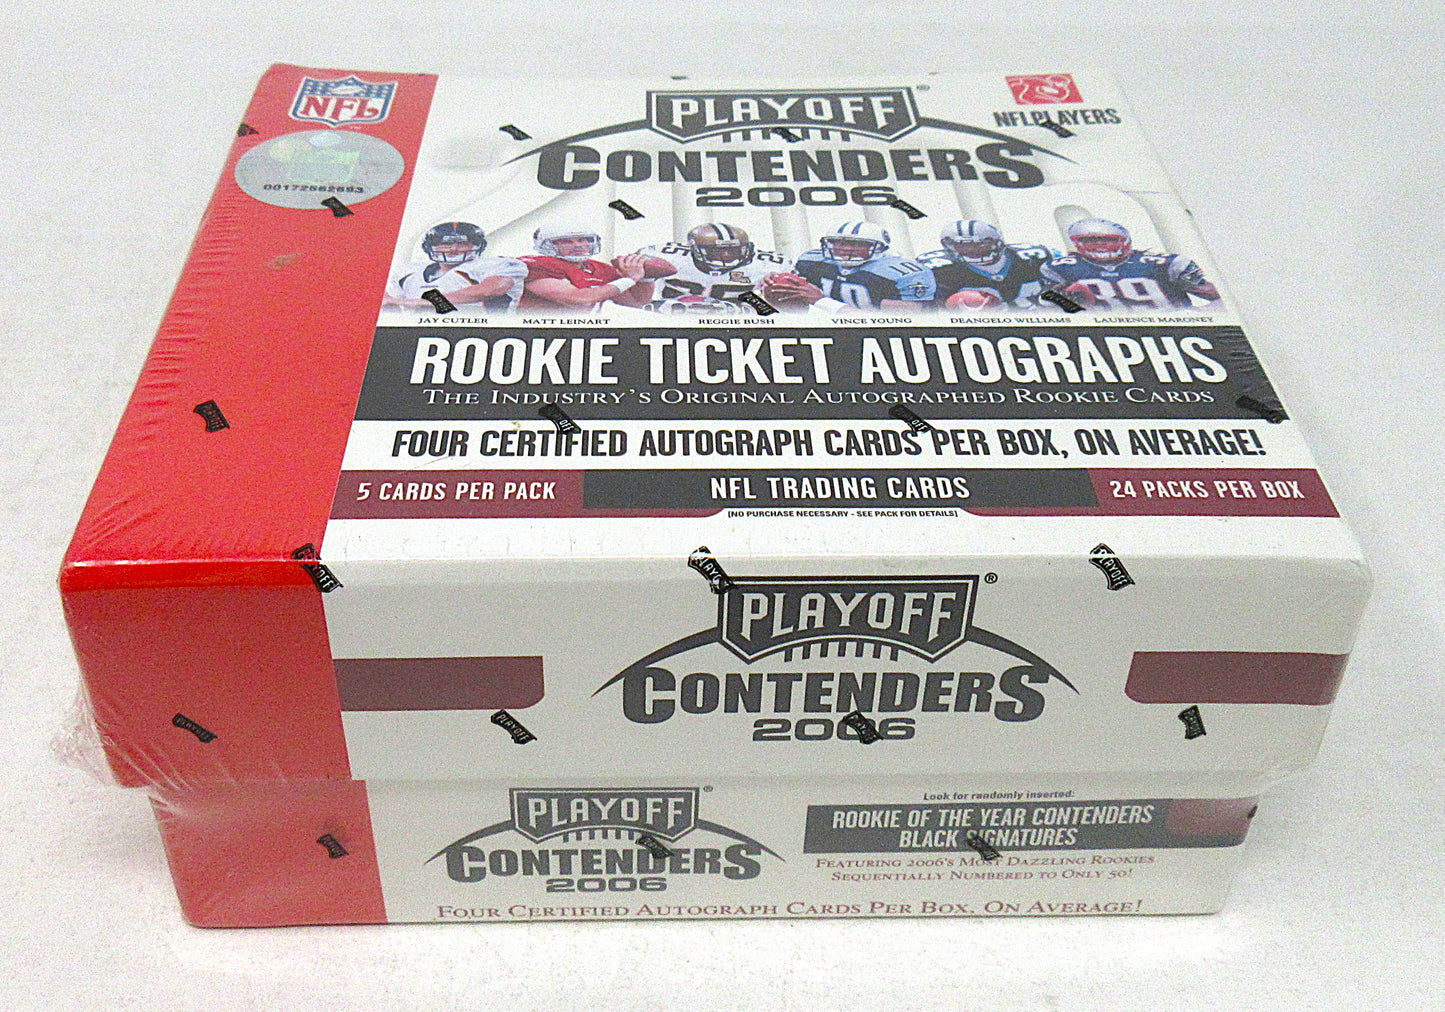 NFL
00172562693
PLAYOFF®
CONTENDERS
2006
NFLPLAYERS
JAY CUTLER
MATT LEINART
REGGIE BUSH
VINCE YOUNG
DEANGELO WILLIAMS
LAURENCE MARONEY
ROOKIE TICKET AUTOGRAPHS
THE INDUSTRY'S ORIGINAL AUTOGRAPHED ROOKIE CARDS
FOUR CERTIFIED AUTOGRAPH CARDS PER BOX, ON AVERAGE!
5 CARDS PER PACK
NFL TRADING CARDS
24 PACKS PER BOX
[NO PURCHASE NECESSARY - SEE PACK FOR DETAILS]
PLAYOFF®
CONTENDERS
2006
PLAYOFF®
CONTENDERS
2006
Look for randomly inserted:
ROOKIE OF THE YEAR CONTENDERS
BLACK SIGNATURES
FEATURING 2006'S MOST DAZZLING ROOKIES
SEQUENTIALLY NUMBERED TO ONLY 50!
FOUR CERTIFIED AUTOGRAPH CARDS PER BOX, ON AVERAGE!